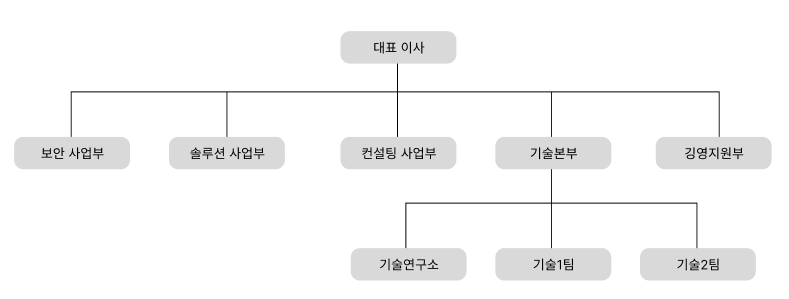 대표 이사
보안 사업부
솔루션 사업부
컨설팅 사업부
기술본부
깅영지원부
기술연구소
기술1팀
기술2팀